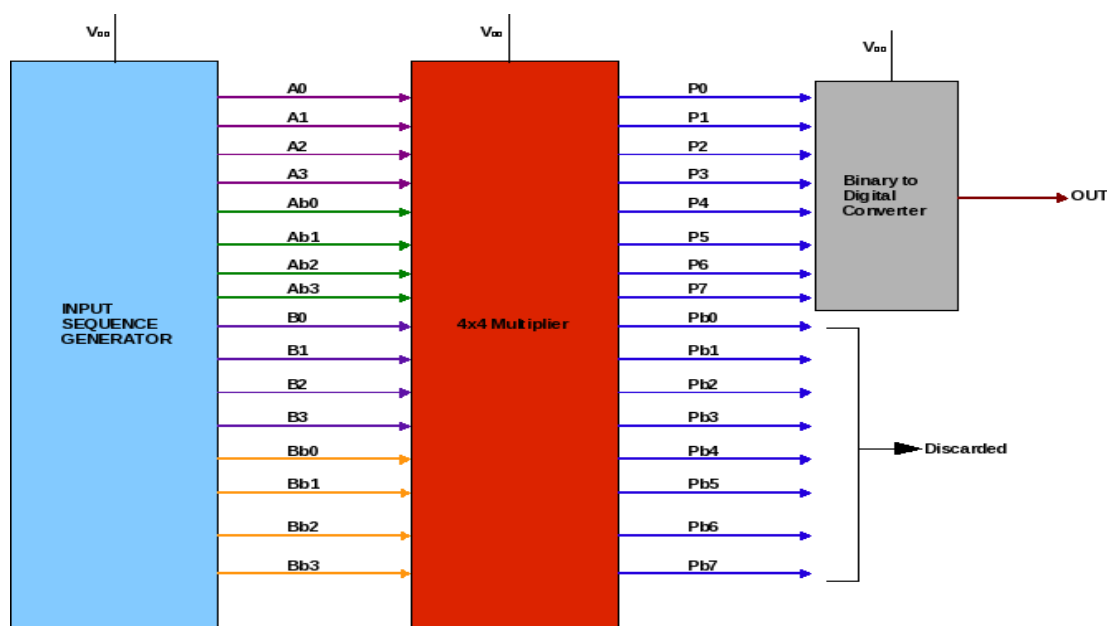 VDD
VDD
VDD
INPUT
SEQUENCE
GENERATOR
A0
A1
A2
A3
Ab0
Ab1
Ab2
Ab3
B0
B1
B2
B3
Bb0
Bb1
Bb2
Bb3
4x4 Multiplier
P0
P1
P2
P3
P4
P5
P6
P7
Pb0
Pb1
Pb2
Pb3
Pb4
Pb5
Pb6
Pb7
Binary to
Digital
Converter
OUT
Discarded